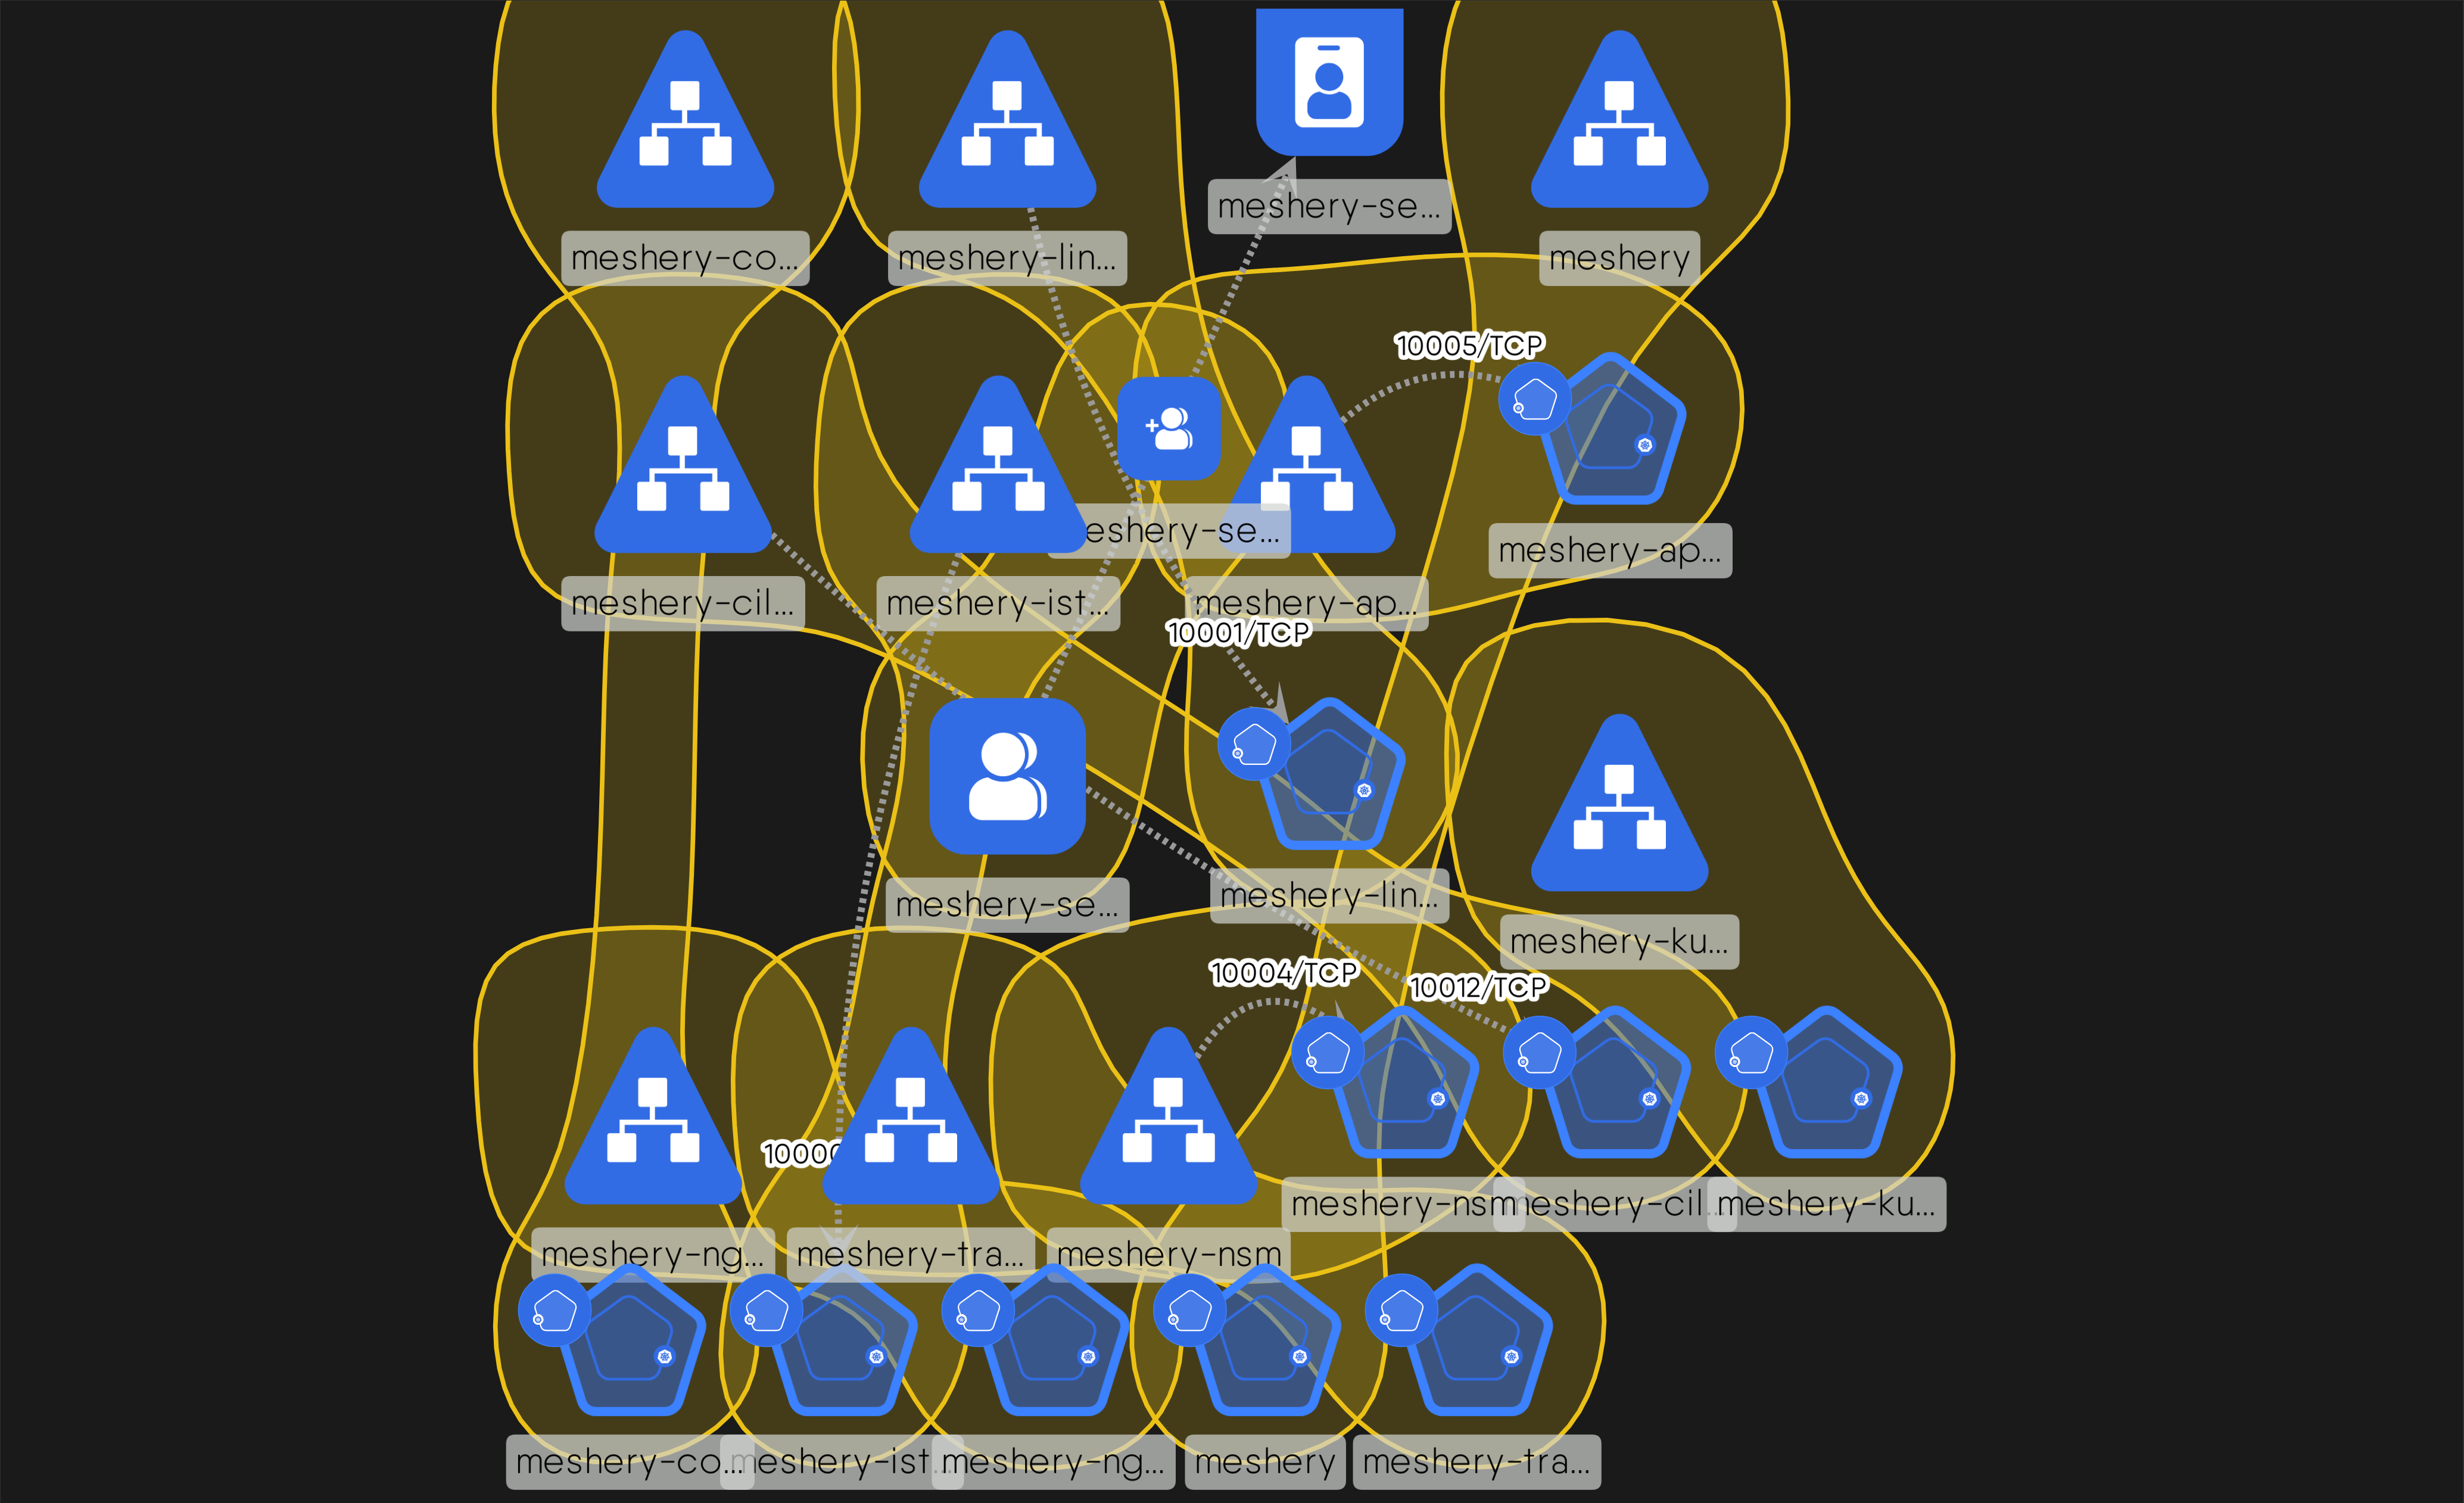 meshery-se...
meshery-co...
meshery-lin...
meshery
10005/TCP
eshery-se...
meshery-ap...
meshery-cil...
meshery-ist...
meshery-ap...
10001/TCP
meshery-lin...
meshery-se...
meshery-ku...
10004/TCP
10012/TCP
meshery-nsm
meshery-cil...
meshery-ku...
10000
meshery-ng...
meshery-tra...
meshery-nsm
meshery-co...
meshery-ist...
meshery-ng...
meshery
meshery-tra...